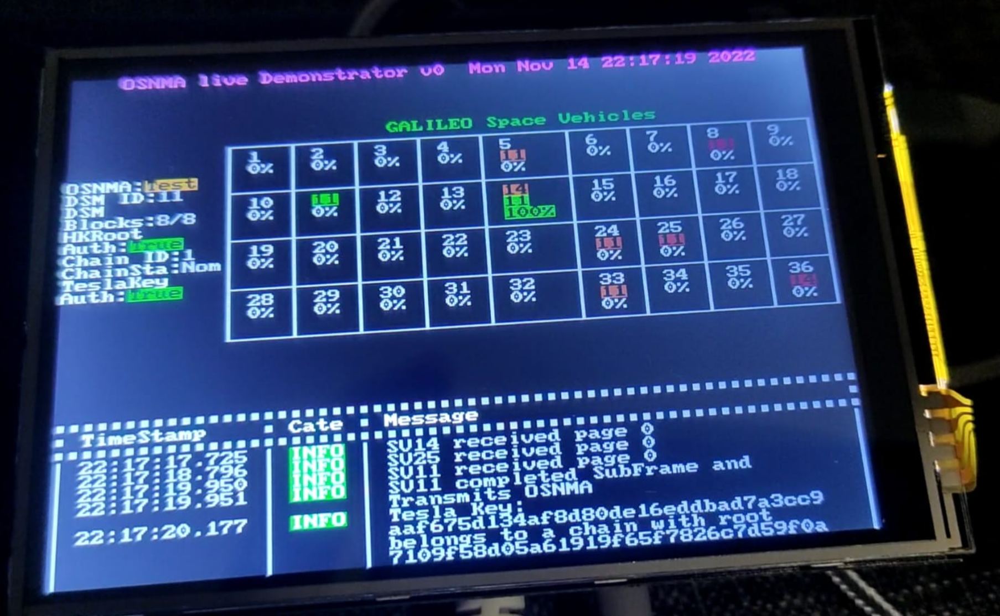 OSNMA live Demonstrator v0 Mon Nov 14 22:17:19 2022
GALILEO Space Vehicles
1 2 3 4 5 6 7 8 9
0% 0% 0% 0% 0% 0% 0% 0% 0%
10 11 12 13 14 15 16 17 18
11
0% 0% 0% 0% 100% 0% 0% 0% 0%
19 20 21 22 23 24 25 26 27
0% 0% 0% 0% 0% 0% 0% 0% 0%
28 29 30 31 32 33 34 35 36
0% 0% 0% 0% 0% 0% 0% 0% 0%
OSNMA:Test
DSM ID:11
DSM
Blocks:8/8
HKRoot
Auth:True
Chain ID:1
ChainSta:Nom
TeslaKey
Auth:True
TimeStamp Cate Message
22:17:17.725 INFO SV14 received page 0
22:17:18.796 INFO SV25 received page 0
22:17:19.950 INFO SV11 received page 0
22:17:19.951 INFO SV11 completed SubFrame and
Transmits OSNMA
22:17:20.177 INFO Tesla Key:
aaf675d134af8d80de16eddbad7a3cc9
belongs to a chain with root
7109f58d05a61919f65f7826c7d59f0a